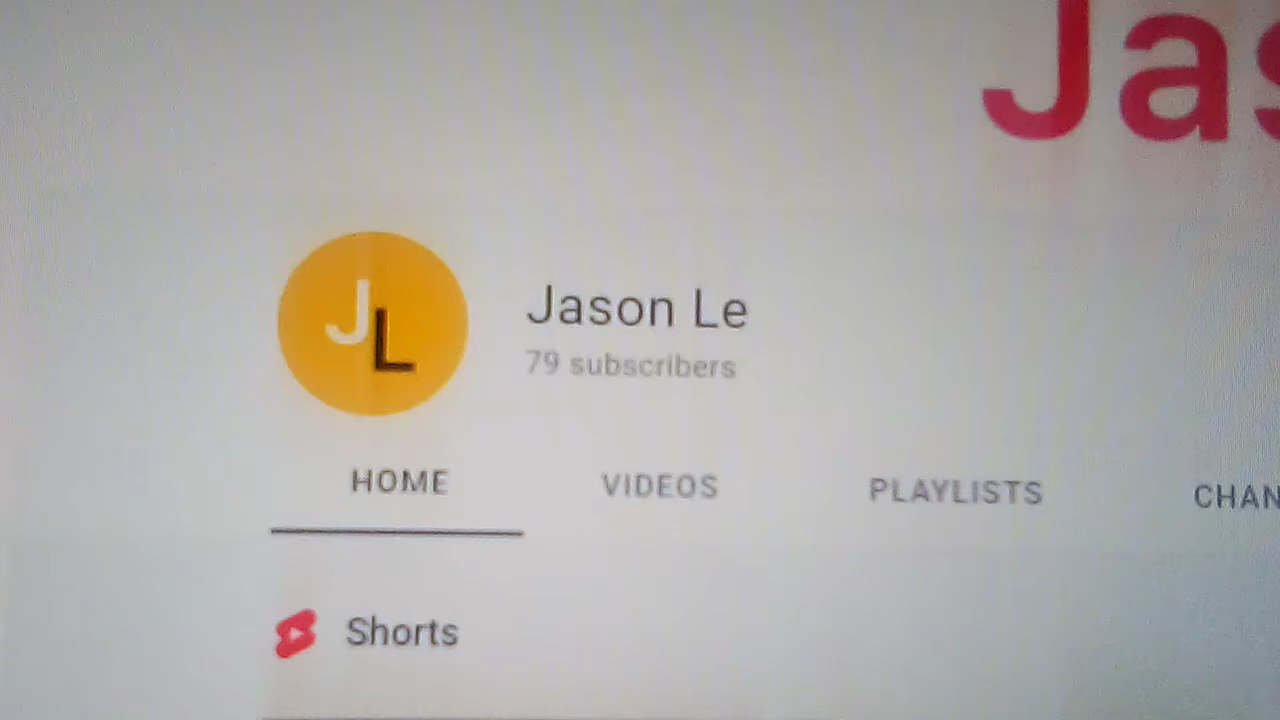 Jas
JL
Jason Le
79 subscribers
HOME VIDEOS PLAYLISTS CHAN
Shorts